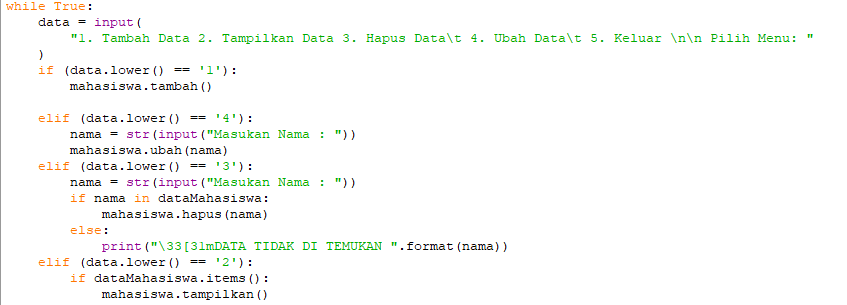 while True:
    data = input(
        "1. Tambah Data 2. Tampilkan Data 3. Hapus Data\t 4. Ubah Data\t 5. Keluar \n\n Pilih Menu: "
    )
    if (data.lower() == '1'):
        mahasiswa.tambah()

    elif (data.lower() == '4'):
        nama = str(input("Masukan Nama : "))
        mahasiswa.ubah(nama)
    elif (data.lower() == '3'):
        nama = str(input("Masukan Nama : "))
        if nama in dataMahasiswa:
            mahasiswa.hapus(nama)
        else:
            print("\33[31mDATA TIDAK DI TEMUKAN ".format(nama))
    elif (data.lower() == '2'):
        if dataMahasiswa.items():
            mahasiswa.tampilkan()